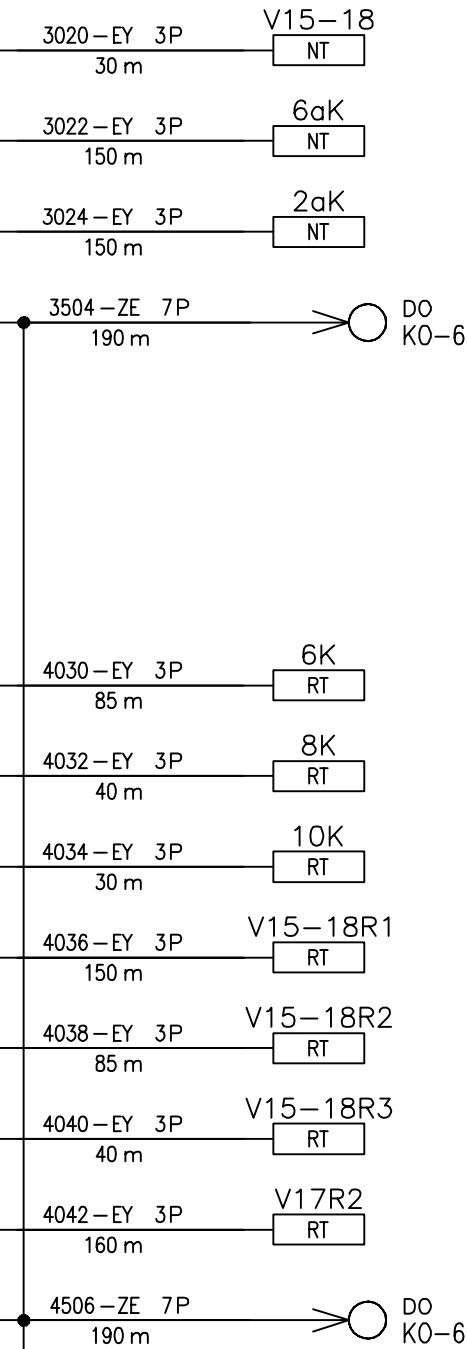 V15-18
3020-EY 3P
NT
30 m
6aK
3022-EY 3P
NT
150 m
2aK
3024-EY 3P
NT
150 m
3504-ZE 7P
DO
190 m
KO-6
6K
4030-EY 3P
RT
85 m
8K
4032-EY 3P
RT
40 m
10K
4034-EY 3P
RT
30 m
V15-18R1
4036-EY 3P
RT
150 m
V15-18R2
4038-EY 3P
RT
85 m
V15-18R3
4040-EY 3P
RT
40 m
V17R2
4042-EY 3P
RT
160 m
4506-ZE 7P
DO
190 m
KO-6